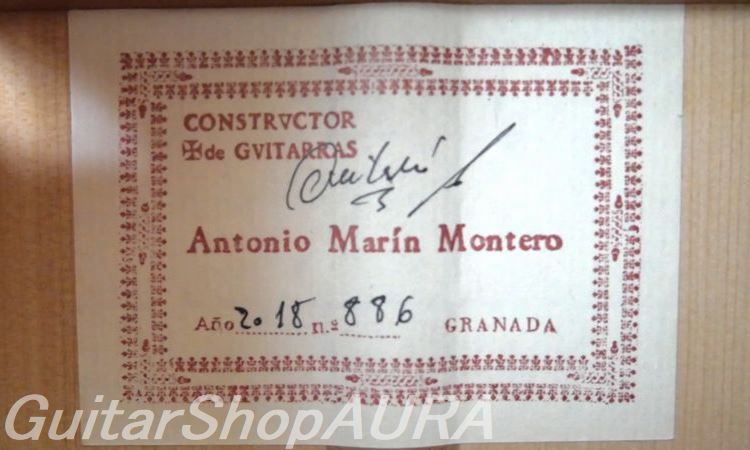 CONSTRVCTOR
✠de GVITARRAS
Antonio Marín Montero
Año 2018 n.º 886 GRANADA
GuitarShopAURA